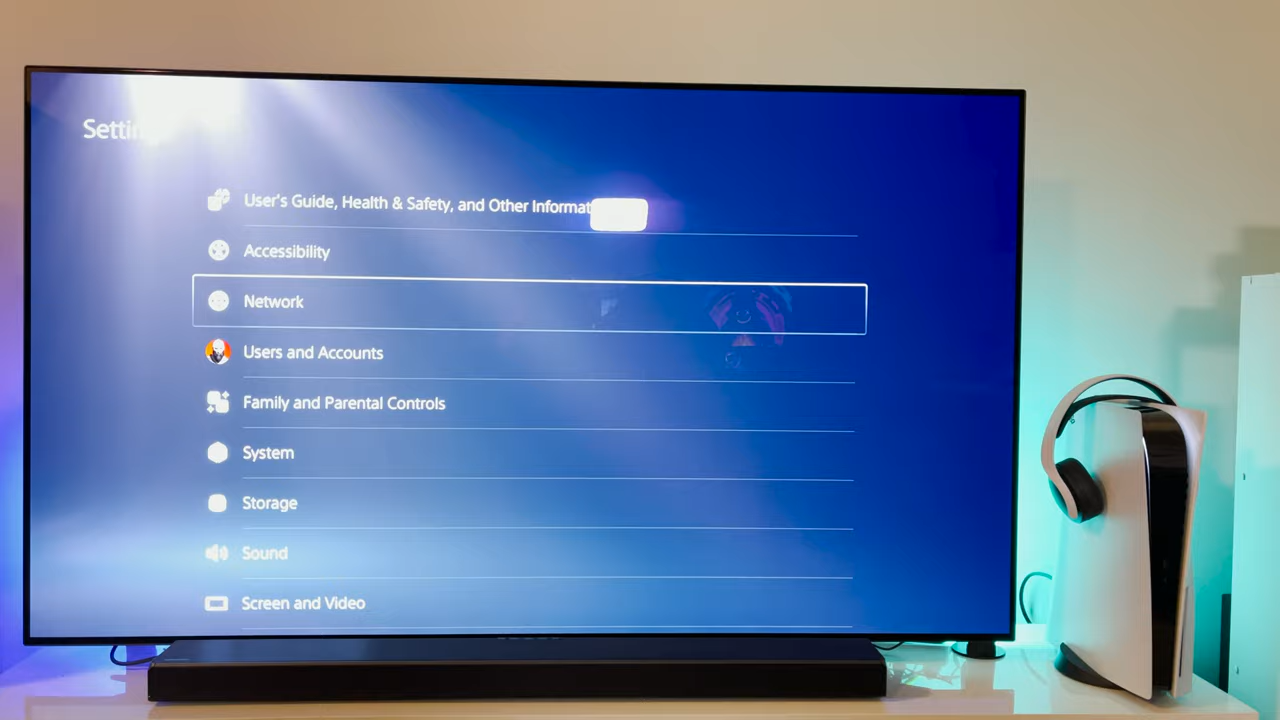 Settin
User's Guide, Health & Safety, and Other Informat
Accessibility
Network
Users and Accounts
Family and Parental Controls
System
Storage
Sound
Screen and Video